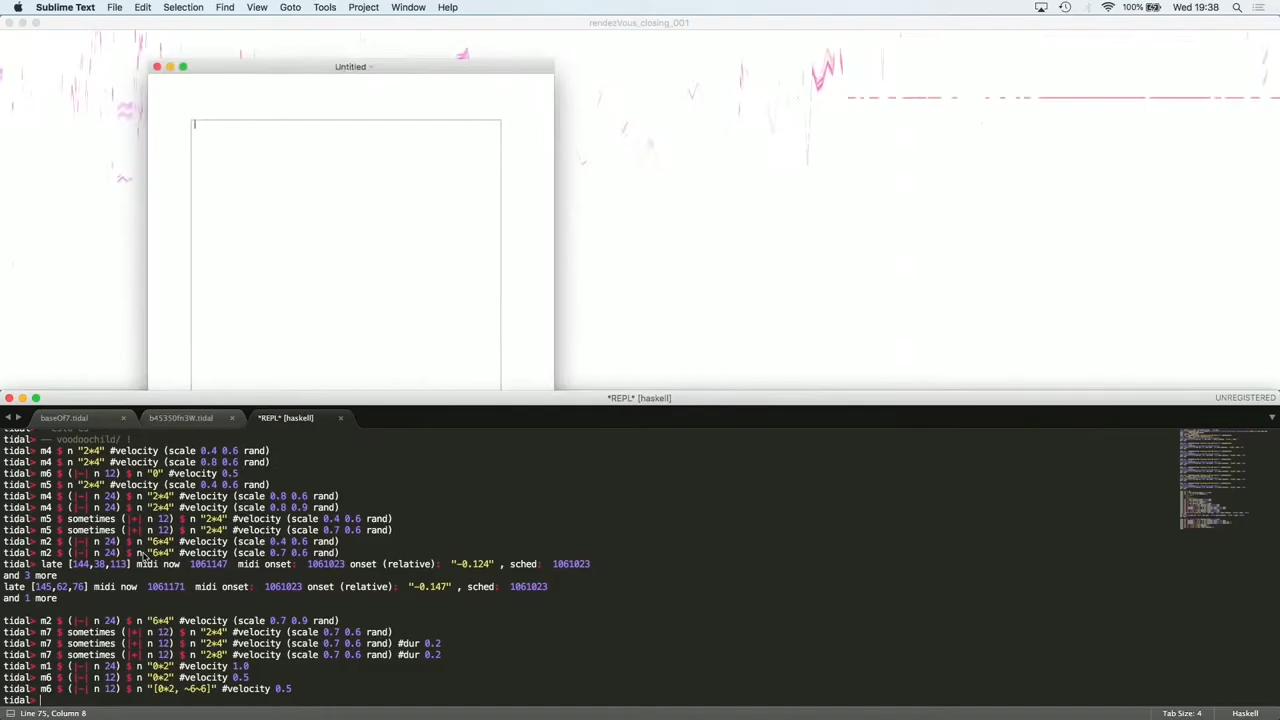 Sublime Text File Edit Selection Find View Goto Tools Project Window Help 100% Wed 19:38
rendezVous_closing_001
Untitled
*REPL* [haskell] UNREGISTERED
baseOf7.tidal b45350fn3W.tidal *REPL* [haskell]
tidal> —— voodoochild/ !
tidal> m4 $ n "2*4" #velocity (scale 0.4 0.6 rand)
tidal> m4 $ n "2*4" #velocity (scale 0.8 0.6 rand)
tidal> m6 $ (|-| n 12) $ n "0" #velocity 0.5
tidal> m5 $ n "2*4" #velocity (scale 0.4 0.6 rand)
tidal> m4 $ (|-| n 24) $ n "2*4" #velocity (scale 0.8 0.6 rand)
tidal> m4 $ (|-| n 24) $ n "2*4" #velocity (scale 0.8 0.9 rand)
tidal> m5 $ sometimes (|+| n 12) $ n "2*4" #velocity (scale 0.4 0.6 rand)
tidal> m5 $ sometimes (|+| n 12) $ n "2*4" #velocity (scale 0.7 0.6 rand)
tidal> m2 $ (|-| n 24) $ n "6*4" #velocity (scale 0.4 0.6 rand)
tidal> m2 $ (|-| n 24) $ n "6*4" #velocity (scale 0.7 0.6 rand)
tidal> late [144,38,113] midi now 1061147 midi onset: 1061023 onset (relative): "-0.124" , sched: 1061023
and 3 more
late [145,62,76] midi now 1061171 midi onset: 1061023 onset (relative): "-0.147" , sched: 1061023
and 1 more
tidal> m2 $ (|-| n 24) $ n "6*4" #velocity (scale 0.7 0.9 rand)
tidal> m7 $ sometimes (|+| n 12) $ n "2*4" #velocity (scale 0.7 0.6 rand)
tidal> m7 $ sometimes (|+| n 12) $ n "2*4" #velocity (scale 0.7 0.6 rand) #dur 0.2
tidal> m7 $ sometimes (|+| n 12) $ n "2*8" #velocity (scale 0.7 0.6 rand) #dur 0.2
tidal> m1 $ (|-| n 24) $ n "0*2" #velocity 1.0
tidal> m6 $ (|-| n 12) $ n "0*2" #velocity 0.5
tidal> m6 $ (|-| n 12) $ n "[0*2, ~6~6]" #velocity 0.5
tidal>
Line 75, Column 8 Tab Size: 4 Haskell